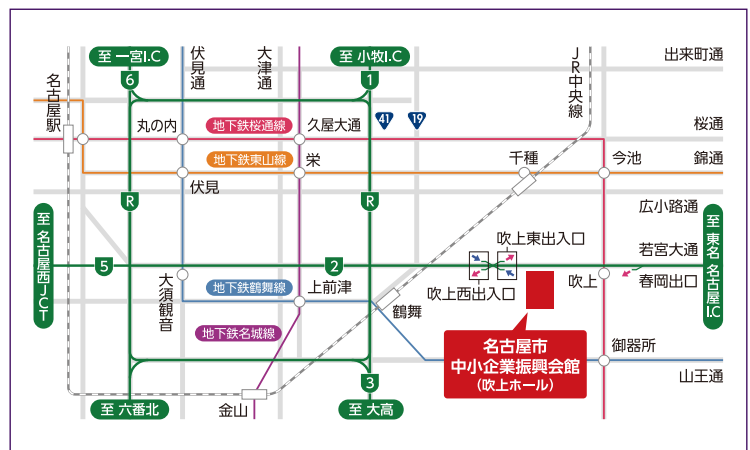 至 一宮I.C
6
伏見通
大津通
至 小牧I.C
1
JR中央線
出来町通
名古屋駅
丸の内
地下鉄桜通線
久屋大通
41
19
桜通
地下鉄東山線
栄
千種
今池
錦通
伏見
R
R
広小路通
至 名古屋西JCT
5
2
吹上東出入口
若宮大通
至 東名 名古屋I.C
大須観音
地下鉄鶴舞線
上前津
吹上西出入口
吹上
春岡出口
鶴舞
地下鉄名城線
名古屋市
中小企業振興会館
(吹上ホール)
御器所
山王通
3
至 六番北
金山
至 大高